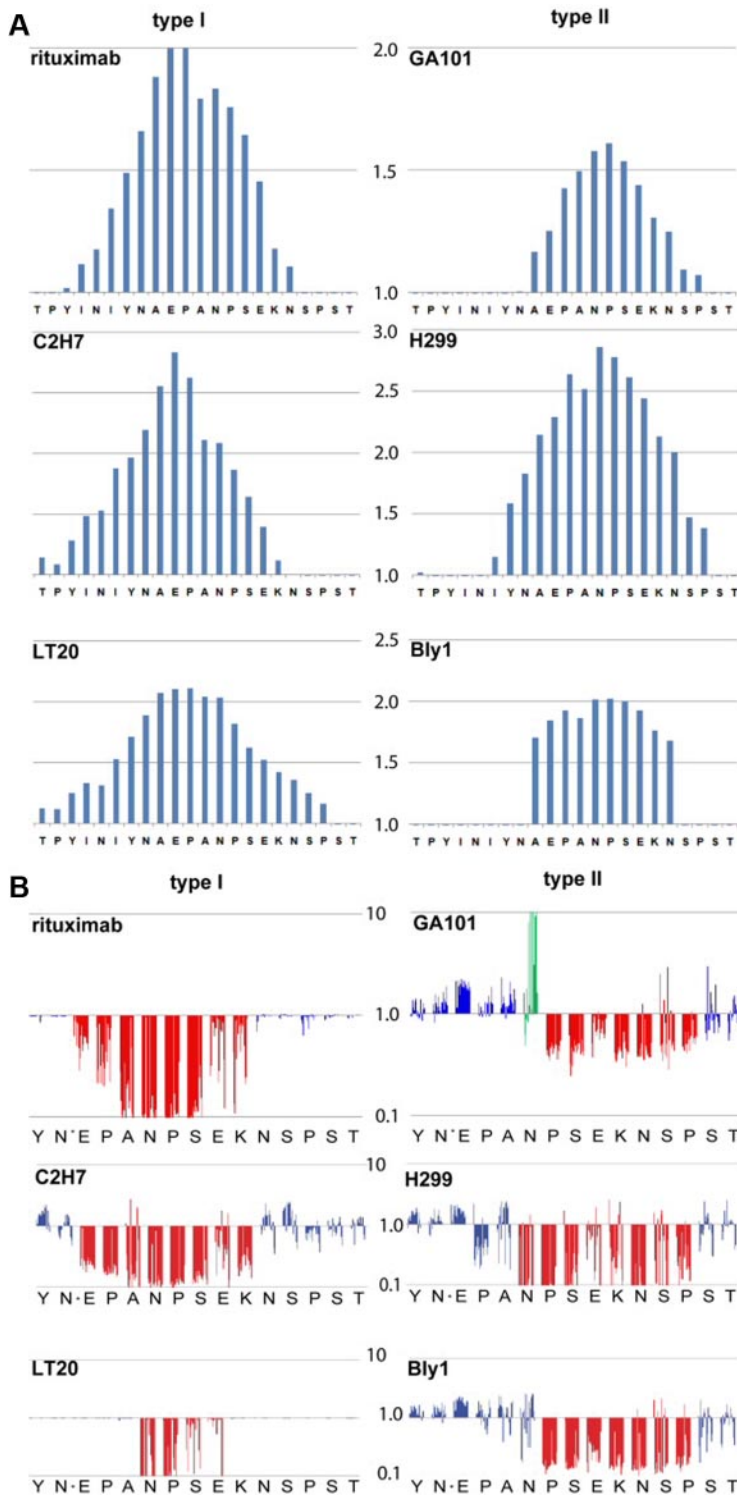 A
type I
type II
rituximab
2.0
GA101
1.5
1.0
T P Y I N I Y N A E P A N P S E K N S P S T
T P Y I N I Y N A E P A N P S E K N S P S T
C2H7
3.0
H299
2.5
2.0
1.5
1.0
T P Y I N I Y N A E P A N P S E K N S P S T
T P Y I N I Y N A E P A N P S E K N S P S T
LT20
2.5
Bly1
2.0
1.5
1.0
T P Y I N I Y N A E P A N P S E K N S P S T
T P Y I N I Y N A E P A N P S E K N S P S T
B
type I
type II
rituximab
10
GA101
1.0
0.1
Y N * E P A N P S E K N S P S T
Y N * E P A N P S E K N S P S T
C2H7
10
H299
1.0
0.1
Y N * E P A N P S E K N S P S T
Y N * E P A N P S E K N S P S T
LT20
10
Bly1
1.0
0.1
Y N * E P A N P S E K N S P S T
Y N * E P A N P S E K N S P S T